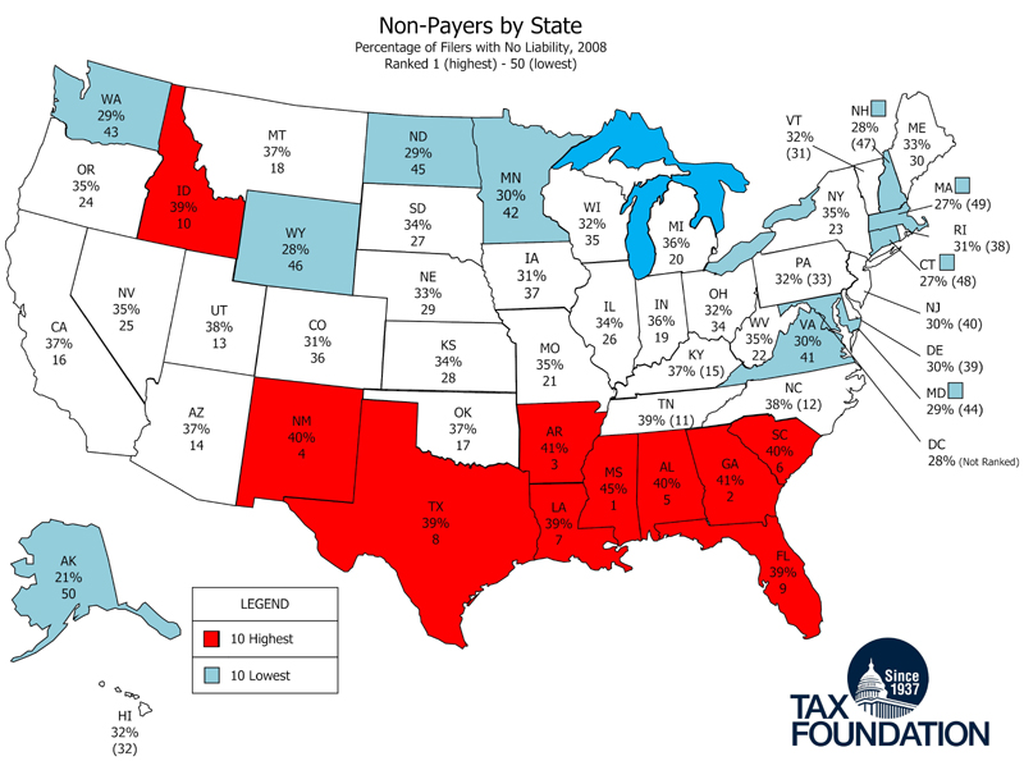 Non-Payers by State
Percentage of Filers with No Liability, 2008
Ranked 1 (highest) - 50 (lowest)
WA
29%
43
OR
35%
24
ID
39%
10
MT
37%
18
ND
29%
45
MN
30%
42
SD
34%
27
WY
28%
46
WI
32%
35
MI
36%
20
VT
32%
(31)
NH
28%
(47)
ME
33%
30
NY
35%
23
MA
27% (49)
RI
31% (38)
CT
27% (48)
PA
32% (33)
NJ
30% (40)
DE
30% (39)
MD
29% (44)
DC
28% (Not Ranked)
CA
37%
16
NV
35%
25
UT
38%
13
CO
31%
36
NE
33%
29
IA
31%
37
IL
34%
26
IN
36%
19
OH
32%
34
WV
35%
22
VA
30%
41
KS
34%
28
MO
35%
21
KY
37% (15)
NC
38% (12)
TN
39% (11)
AZ
37%
14
NM
40%
4
OK
37%
17
AR
41%
3
SC
40%
6
MS
45%
1
AL
40%
5
GA
41%
2
TX
39%
8
LA
39%
7
FL
39%
9
AK
21%
50
HI
32%
(32)
LEGEND
10 Highest
10 Lowest
Since
1937
TAX
FOUNDATION